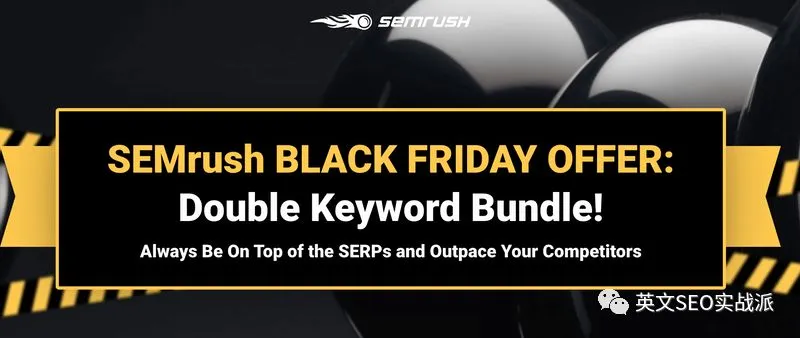 semrush
SEMrush BLACK FRIDAY OFFER:
Double Keyword Bundle!
Always Be On Top of the SERPs and Outpace Your Competitors
英文SEO实战派